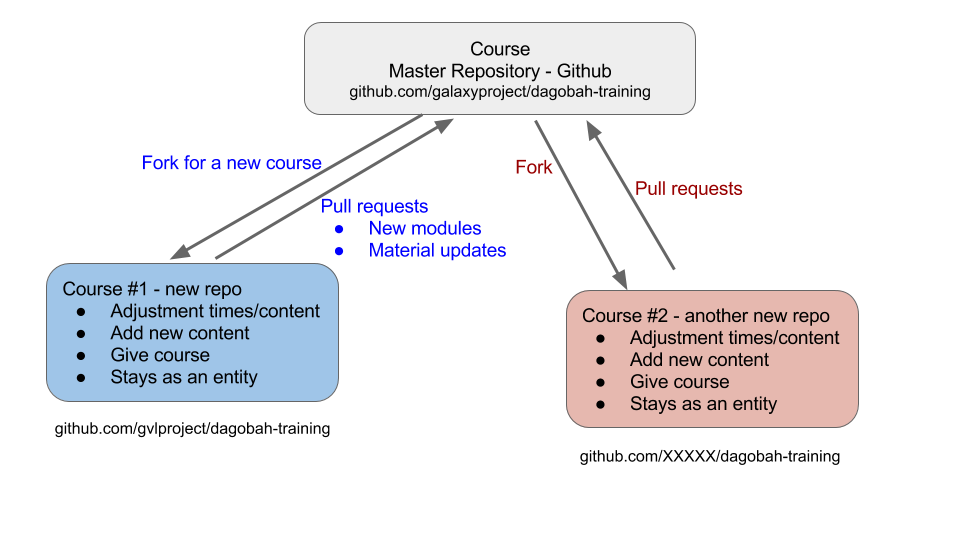 Course
Master Repository - Github
github.com/galaxyproject/dagobah-training
Fork for a new course
Fork
Pull requests
Pull requests
● New modules
● Material updates
Course #1 - new repo
● Adjustment times/content
● Add new content
● Give course
● Stays as an entity
github.com/gvlproject/dagobah-training
Course #2 - another new repo
● Adjustment times/content
● Add new content
● Give course
● Stays as an entity
github.com/XXXXX/dagobah-training